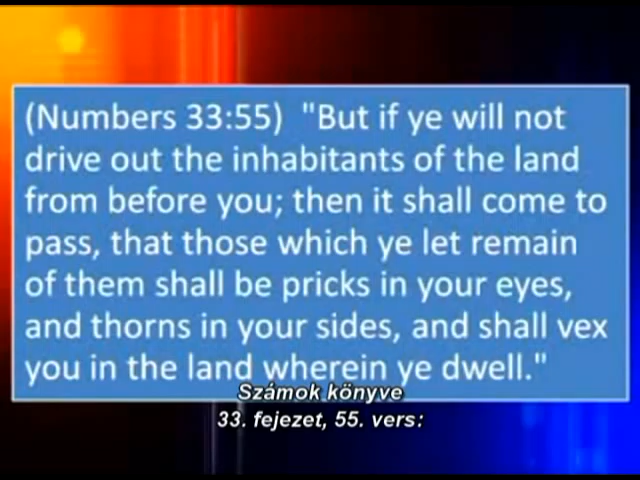 (Numbers 33:55)  "But if ye will not
drive out the inhabitants of the land
from before you; then it shall come to
pass, that those which ye let remain
of them shall be pricks in your eyes,
and thorns in your sides, and shall vex
you in the land wherein ye dwell."
Számok könyve
33. fejezet, 55. vers: